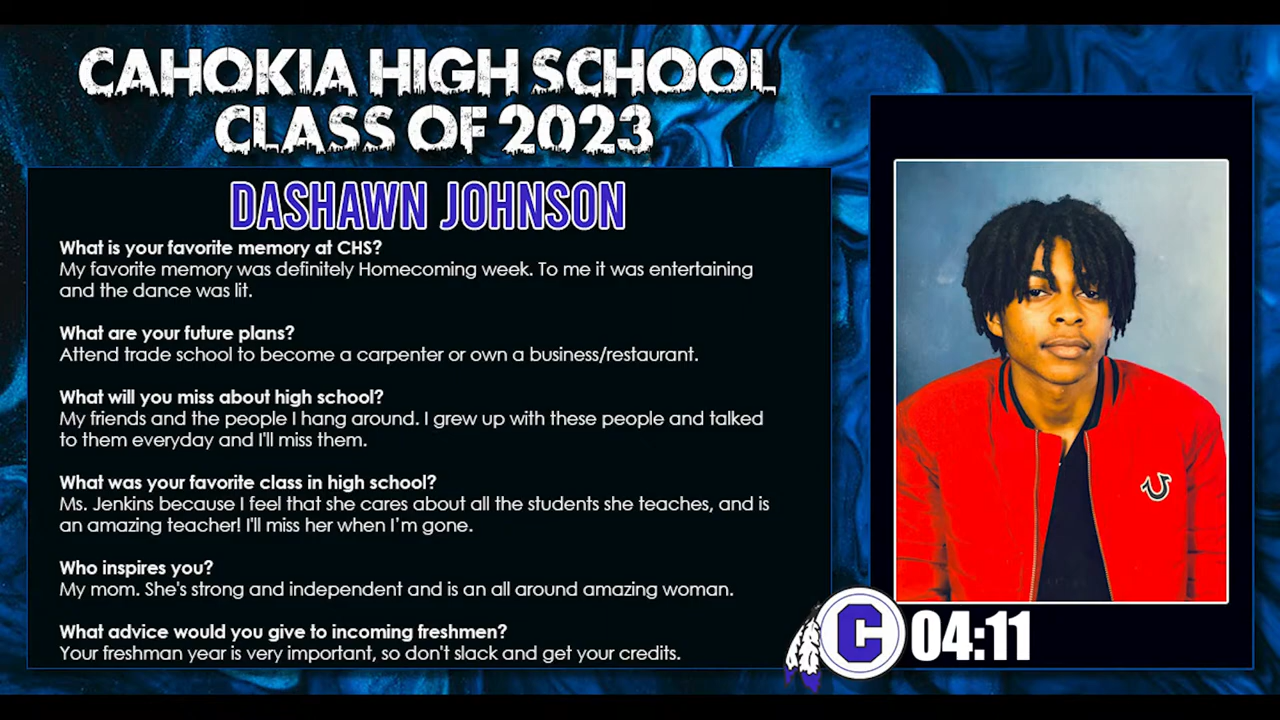 CAHOKIA HIGH SCHOOL
CLASS OF 2023
DASHAWN JOHNSON
What is your favorite memory at CHS?
My favorite memory was definitely Homecoming week. To me it was entertaining
and the dance was lit.
What are your future plans?
Attend trade school to become a carpenter or own a business/restaurant.
What will you miss about high school?
My friends and the people I hang around. I grew up with these people and talked
to them everyday and I'll miss them.
What was your favorite class in high school?
Ms. Jenkins because I feel that she cares about all the students she teaches, and is
an amazing teacher! I'll miss her when I’m gone.
Who inspires you?
My mom. She's strong and independent and is an all around amazing woman.
What advice would you give to incoming freshmen?
Your freshman year is very important, so don't slack and get your credits.
C 04:11